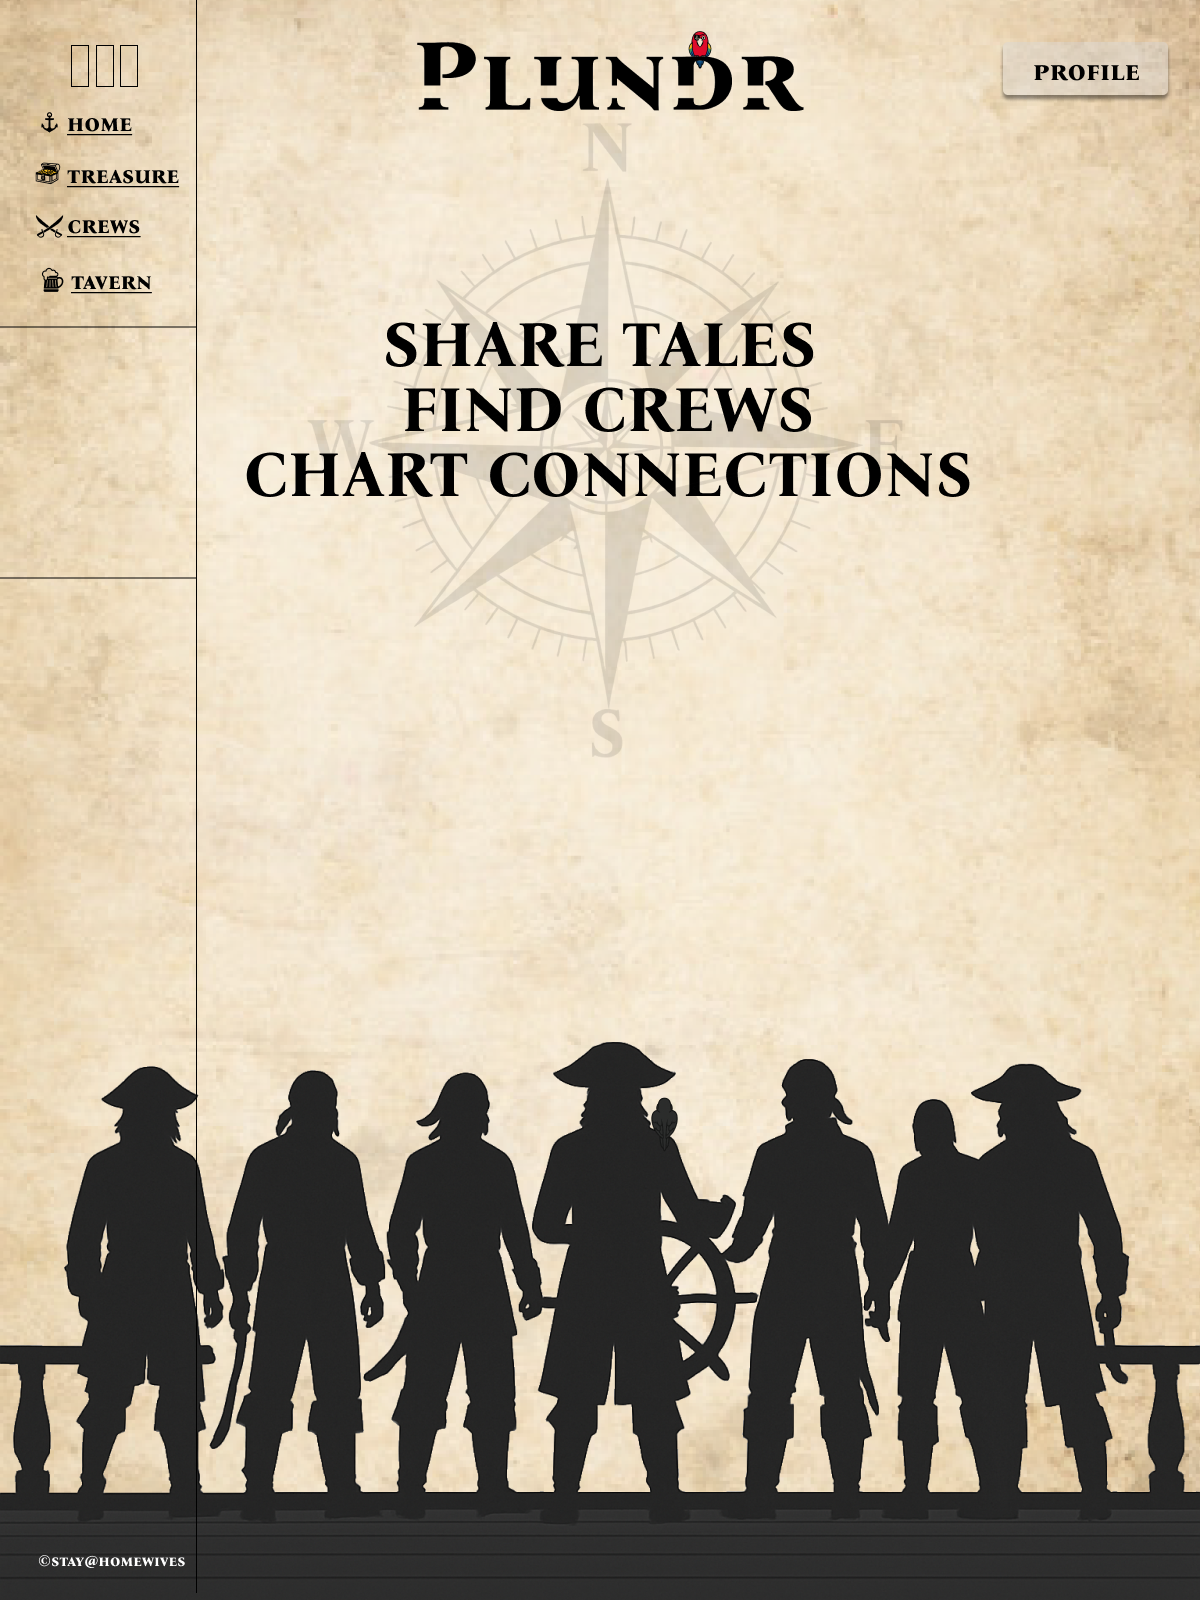 PLUNDR
PROFILE
HOME
TREASURE
CREWS
TAVERN
N
SHARE TALES
FIND CREWS
W
E
CHART CONNECTIONS
S
©STAY@HOMEWIVES